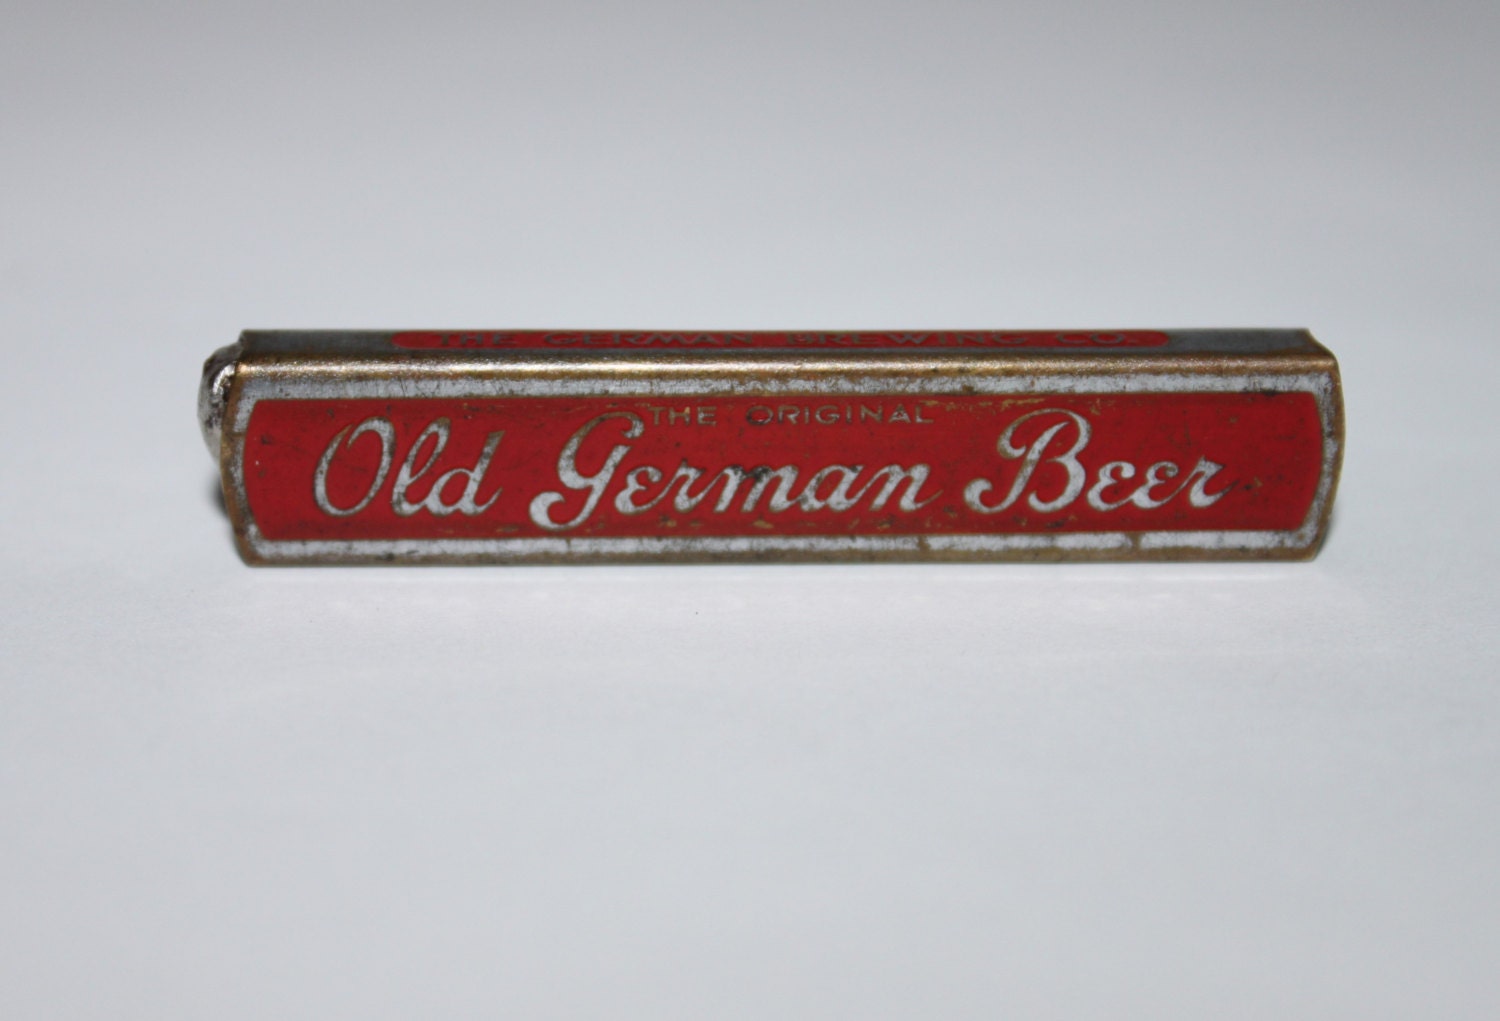 THE GERMAN BREWING CO.
THE ORIGINAL
Old German Beer